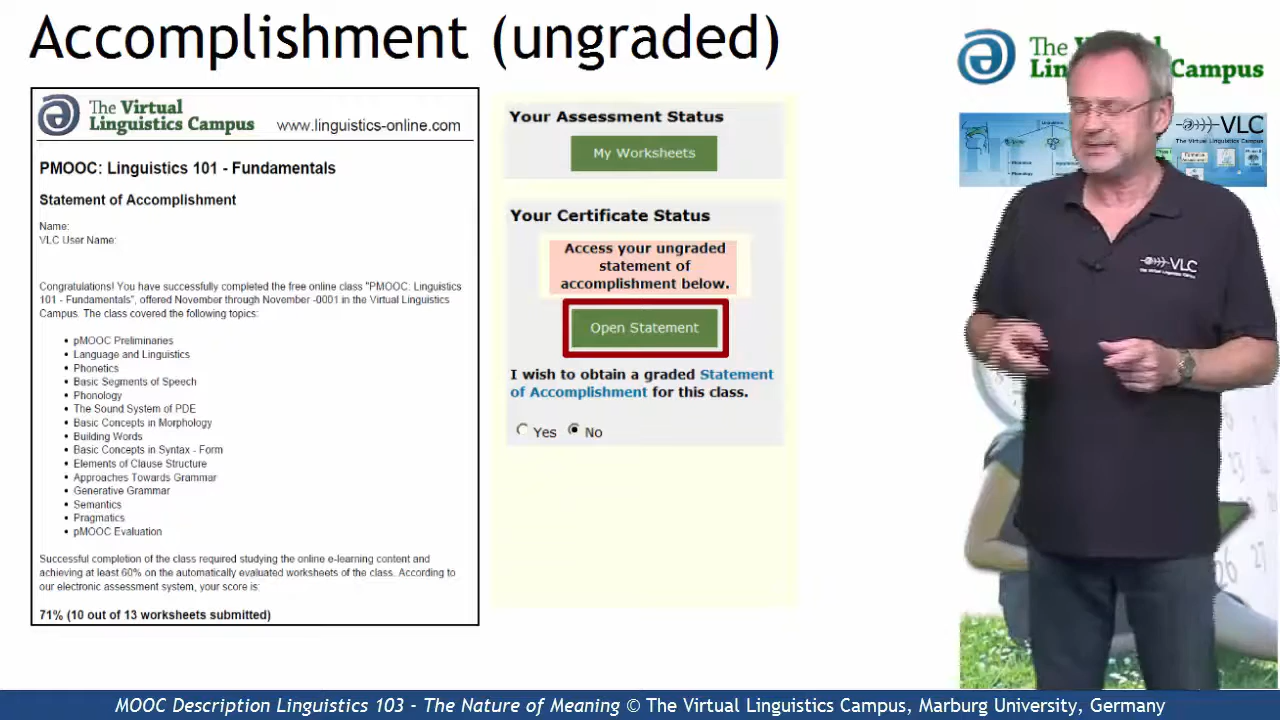 Accomplishment (ungraded)
The Virtual
Linguistics Campus
www.linguistics-online.com
PMOOC: Linguistics 101 - Fundamentals
Statement of Accomplishment
Name:
VLC User Name:
Congratulations! You have successfully completed the free online class "PMOOC: Linguistics
101 - Fundamentals", offered November through November -0001 in the Virtual Linguistics
Campus. The class covered the following topics:
• pMOOC Preliminaries
• Language and Linguistics
• Phonetics
• Basic Segments of Speech
• Phonology
• The Sound System of PDE
• Basic Concepts in Morphology
• Building Words
• Basic Concepts in Syntax - Form
• Elements of Clause Structure
• Approaches Towards Grammar
• Generative Grammar
• Semantics
• Pragmatics
• pMOOC Evaluation
Successful completion of the class required studying the online e-learning content and
achieving at least 60% on the automatically evaluated worksheets of the class. According to
our electronic assessment system, your score is:
71% (10 out of 13 worksheets submitted)
Your Assessment Status
My Worksheets
Your Certificate Status
Access your ungraded
statement of
accomplishment below.
Open Statement
I wish to obtain a graded Statement
of Accomplishment for this class.
Yes No
The
Campus
VLC
The Virtual Linguistics Campus
VLC
MOOC Description Linguistics 103 - The Nature of Meaning © The Virtual Linguistics Campus, Marburg University, Germany